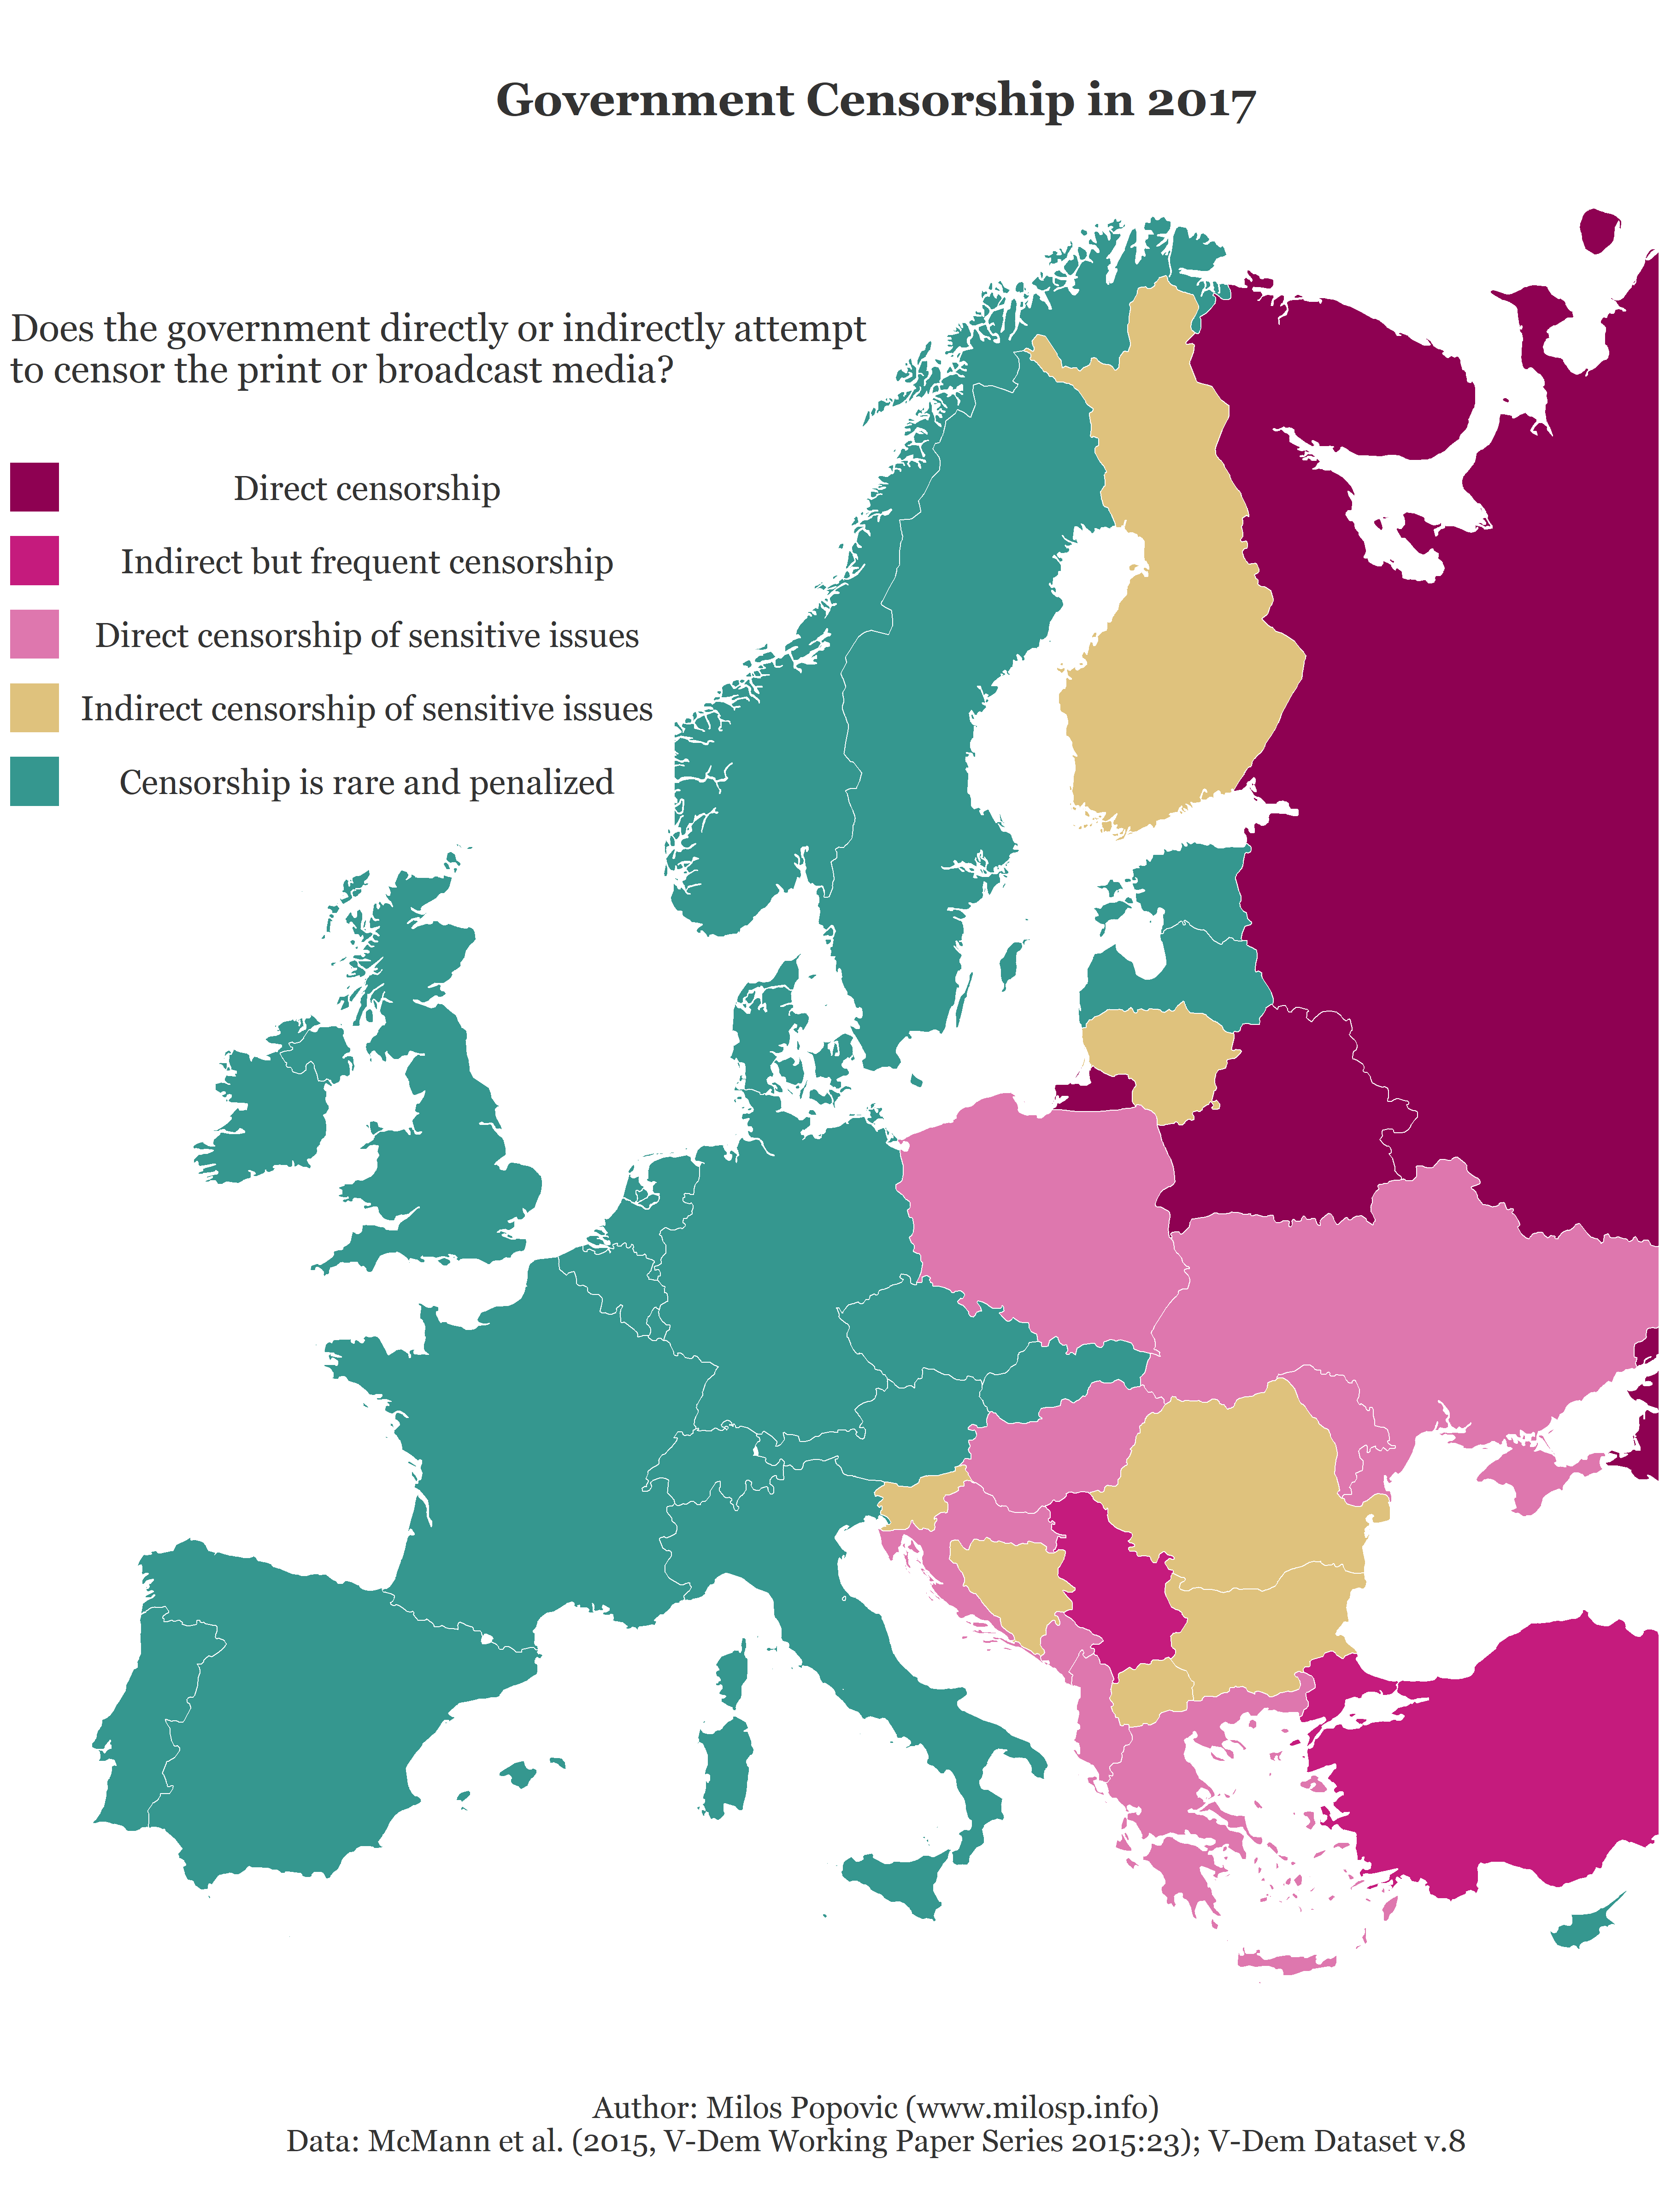 Government Censorship in 2017
Does the government directly or indirectly attempt
to censor the print or broadcast media?
Direct censorship
Indirect but frequent censorship
Direct censorship of sensitive issues
Indirect censorship of sensitive issues
Censorship is rare and penalized
Author: Milos Popovic (www.milosp.info)
Data: McMann et al. (2015, V-Dem Working Paper Series 2015:23); V-Dem Dataset v.8